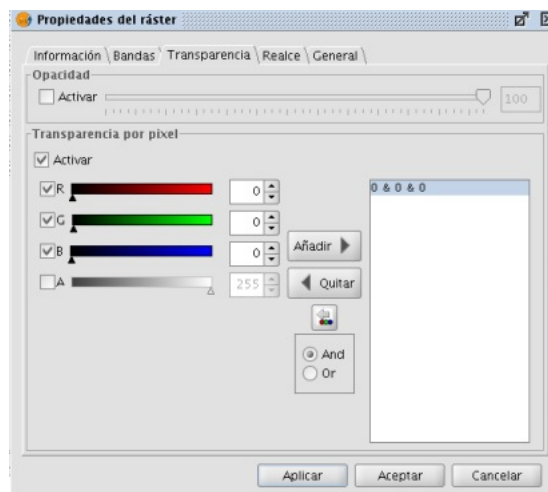 Propiedades del ráster
Información Bandas Transparencia Realce General
Opacidad
Activar 100
Transparencia por pixel
Activar
R 0 0 & 0 & 0
G 0
B 0 Añadir
A 255 Quitar
And
Or
Aplicar Aceptar Cancelar